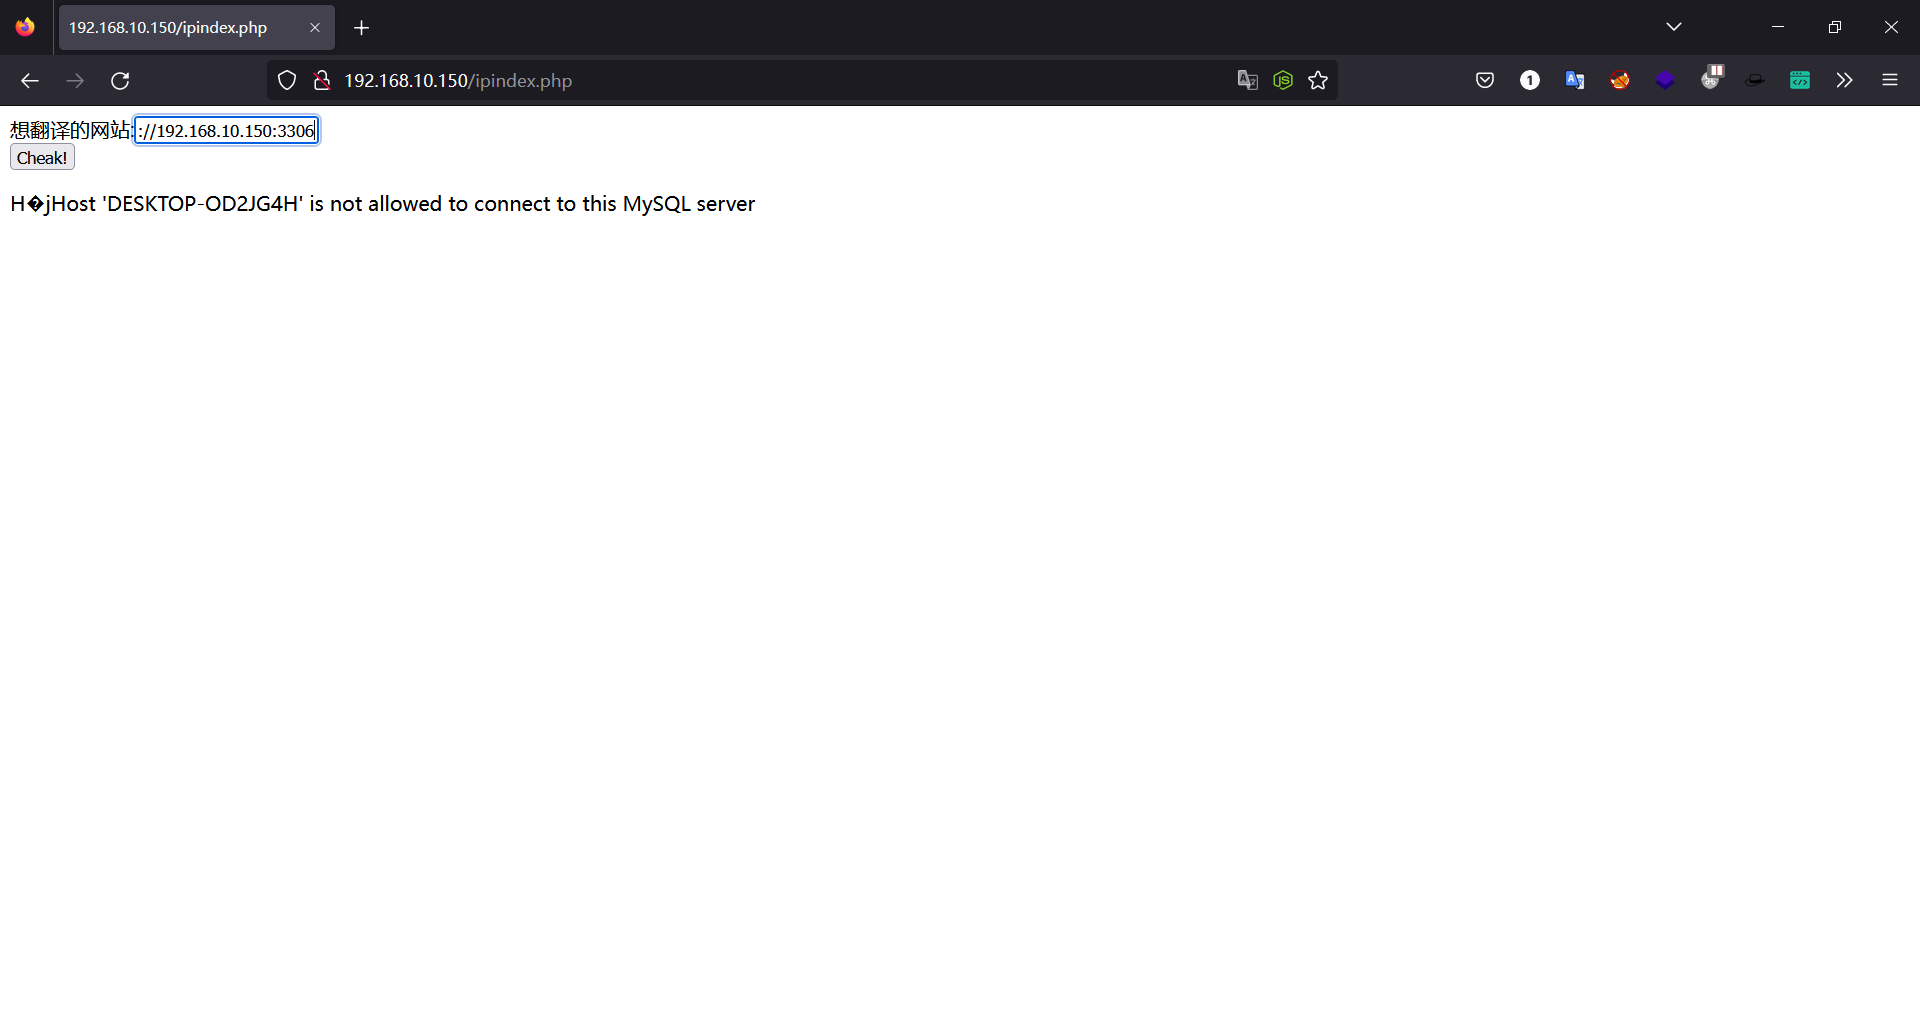 192.168.10.150/ipindex.php
192.168.10.150/ipindex.php
想翻译的网站: ://192.168.10.150:3306
Cheak!
H�jHost 'DESKTOP-OD2JG4H' is not allowed to connect to this MySQL server